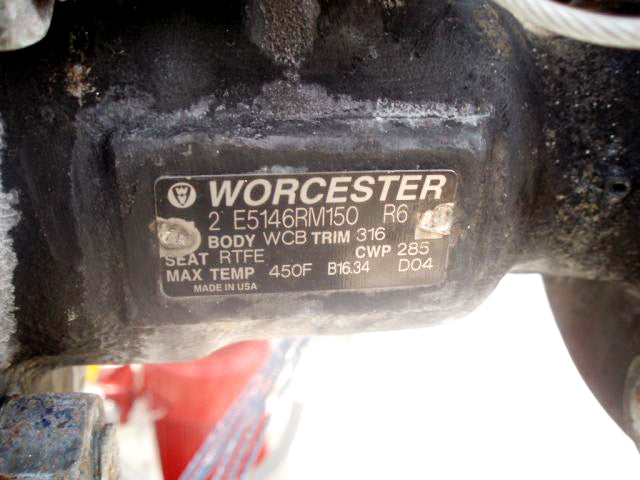 WORCESTER
2" E5146RM150 R6
BODY WCB TRIM 316
SEAT RTFE CWP 285
MAX TEMP 450F B16.34 D04
MADE IN USA